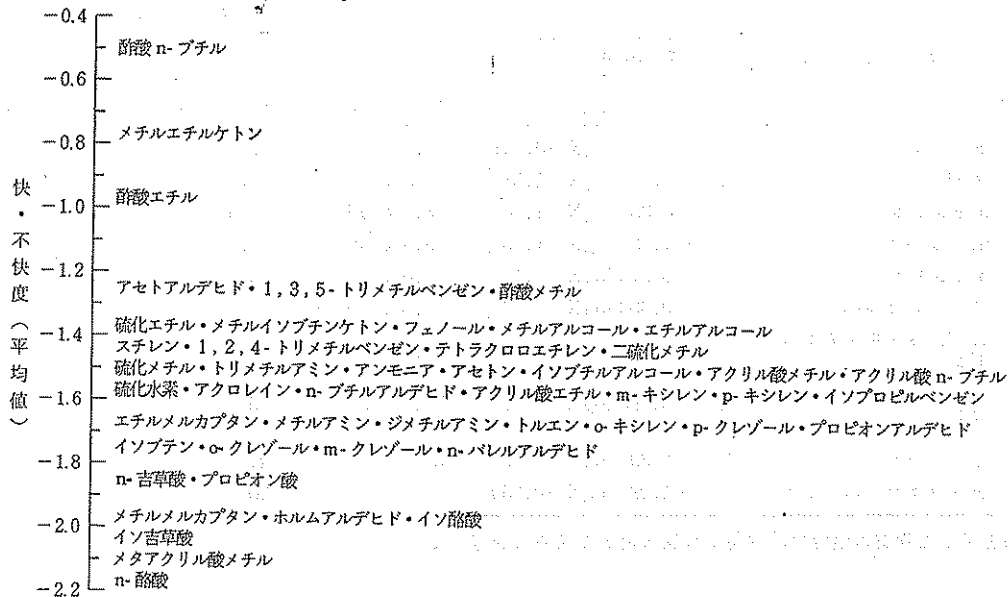 -0.4
酢酸 n-ブチル
-0.6
メチルエチルケトン
-0.8
酢酸エチル
-1.0
快・不快度（平均値）
-1.2
アセトアルデヒド・1, 3, 5-トリメチルベンゼン・酢酸メチル
硫化エチル・メチルイソブチンケトン・フェノール・メチルアルコール・エチルアルコール
-1.4
スチレン・1, 2, 4-トリメチルベンゼン・テトラクロロエチレン・二硫化メチル
硫化メチル・トリメチルアミン・アンモニア・アセトン・イソブチルアルコール・アクリル酸メチル・アクリル酸 n-ブチル
硫化水素・アクロレイン・n-ブチルアルデヒド・アクリル酸エチル・m-キシレン・p-キシレン・イソプロピルベンゼン
-1.6
エチルメルカプタン・メチルアミン・ジメチルアミン・トルエン・o-キシレン・p-クレゾール・プロピオンアルデヒド
イソブテン・o-クレゾール・m-クレゾール・n-バレルアルデヒド
-1.8
n-吉草酸・プロピオン酸
メチルメルカプタン・ホルムアルデヒド・イソ酪酸
-2.0
イソ吉草酸
メタアクリル酸メチル
n-酪酸
-2.2